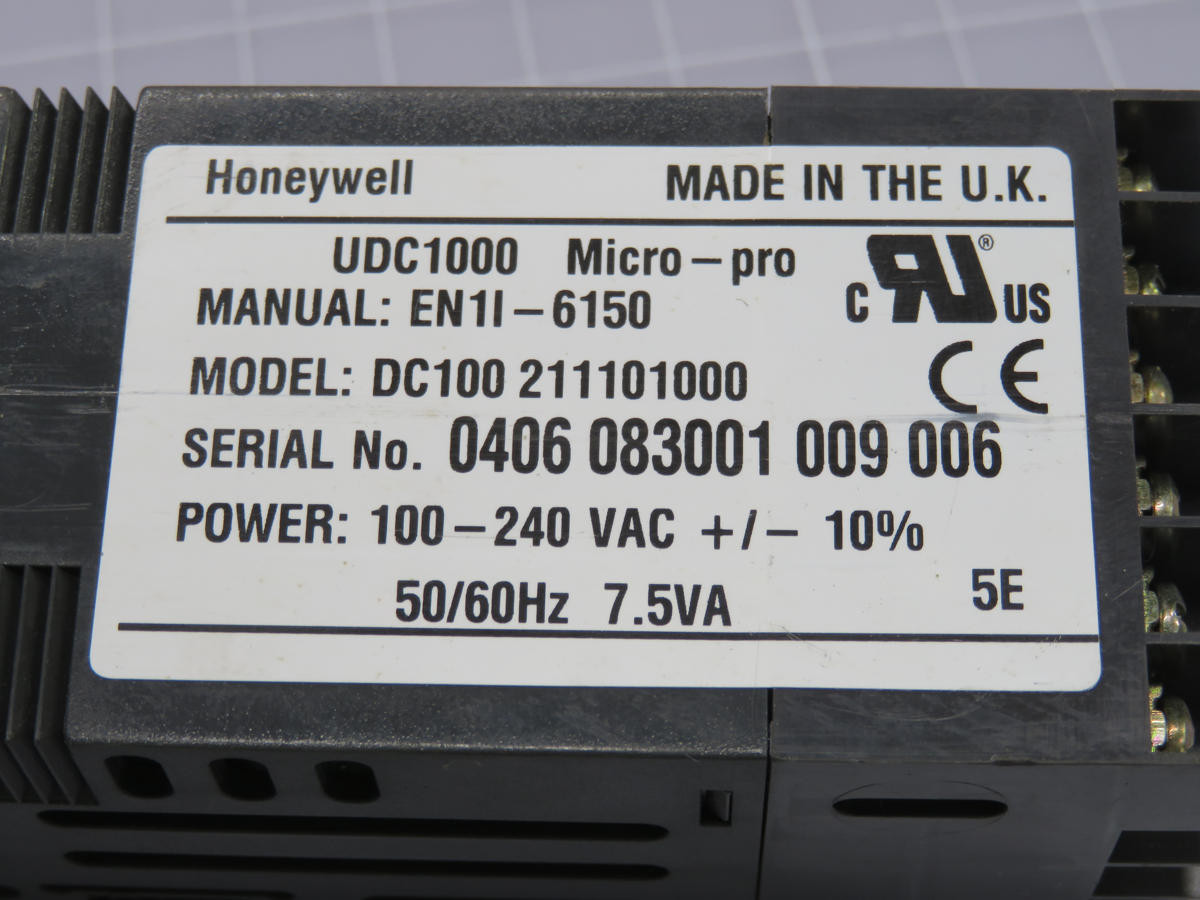 Honeywell MADE IN THE U.K.
UDC1000 Micro-pro
MANUAL: EN1I-6150
C RU ® US
MODEL: DC100 211101000
CE
SERIAL No. 0406 083001 009 006
POWER: 100-240 VAC +/- 10%
50/60Hz 7.5VA 5E